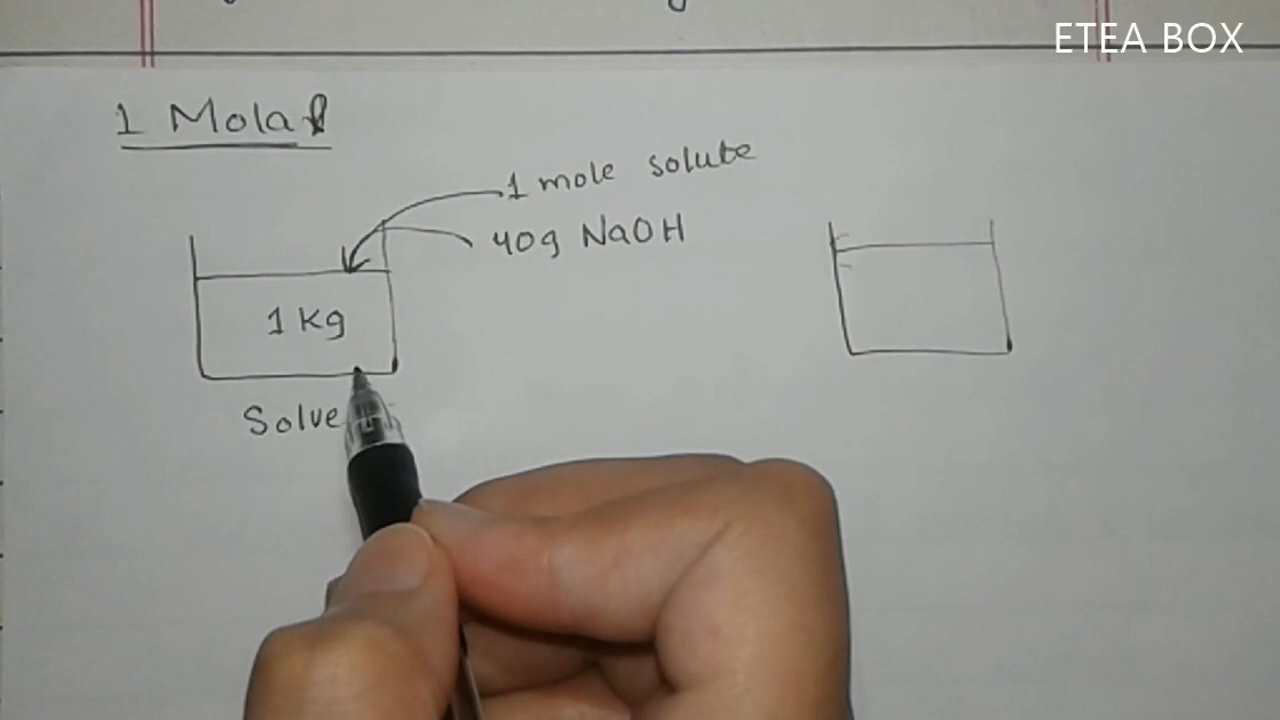 ETEA BOX
1 Molal
1 mole solute
40g NaOH
1 Kg
Solve